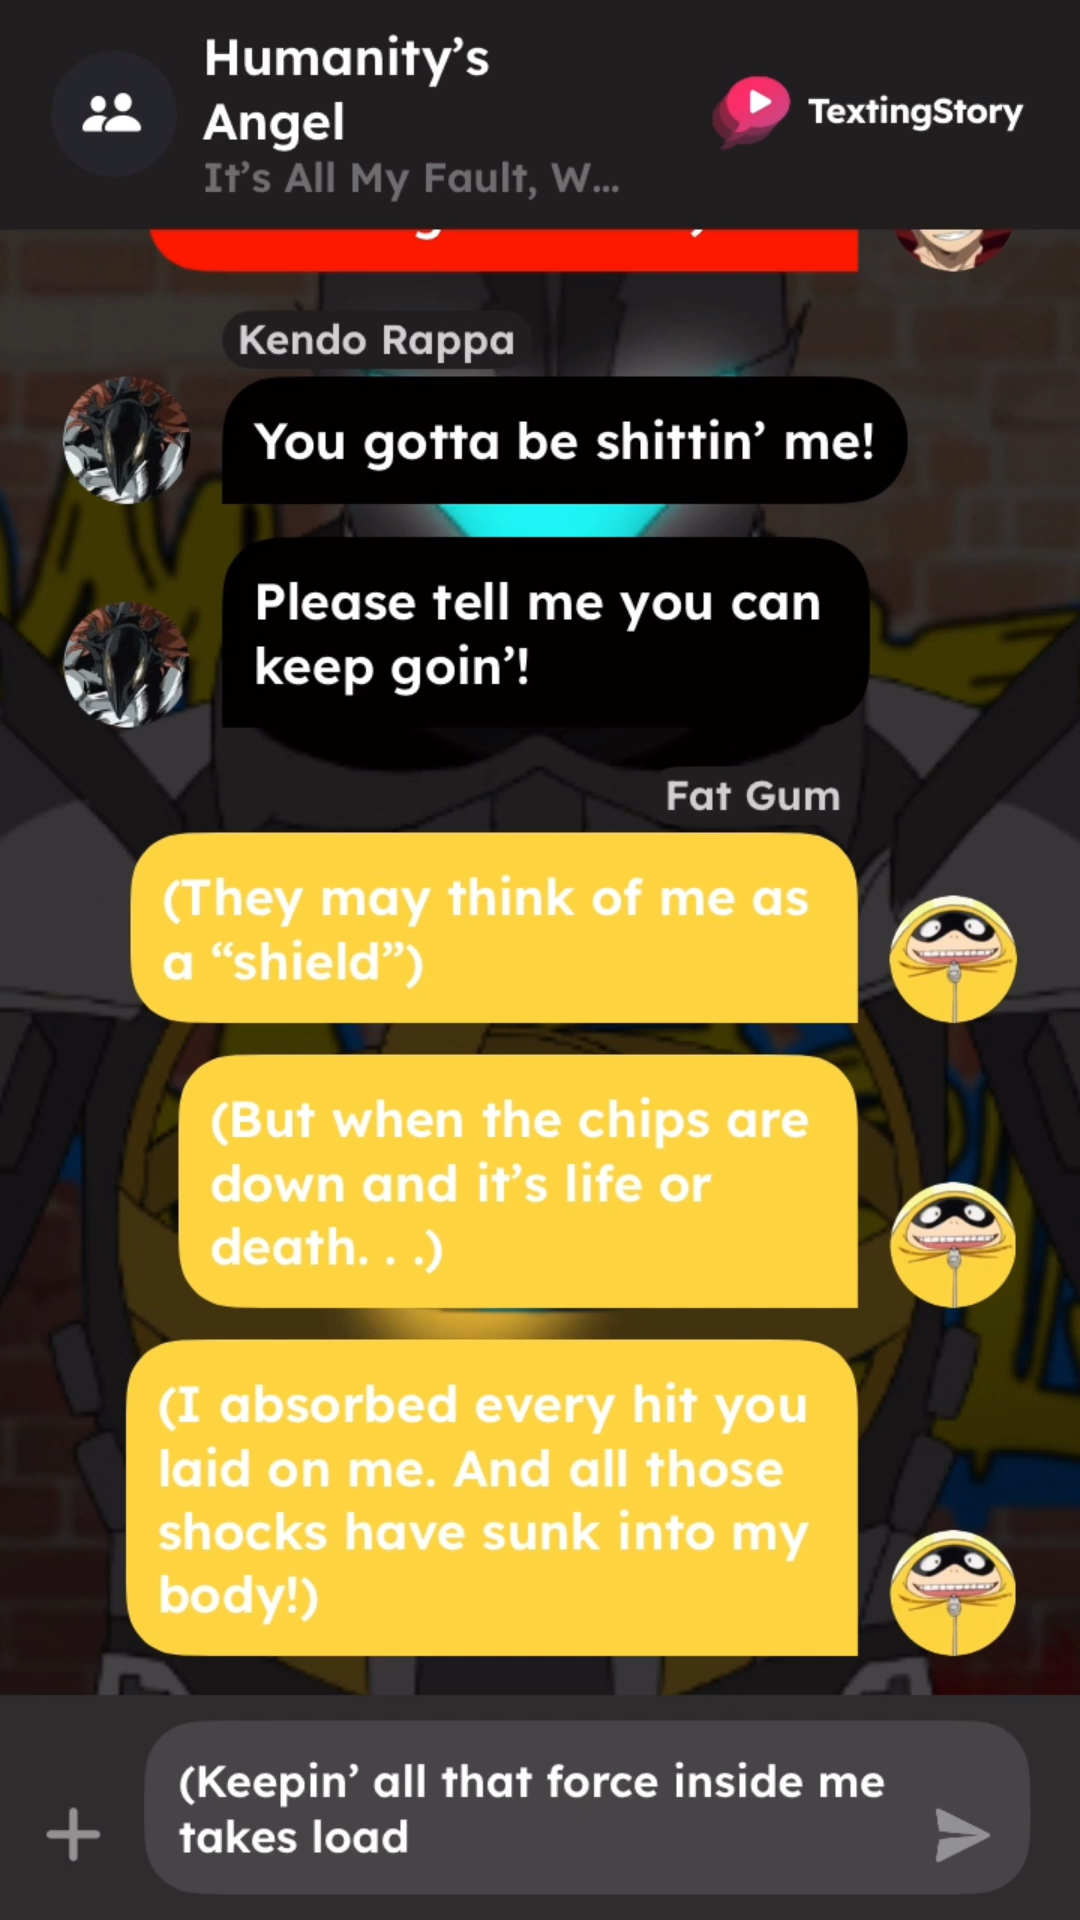 Humanity’s
Angel
It’s All My Fault, W...
TextingStory
Kendo Rappa
You gotta be shittin’ me!
Please tell me you can
keep goin’!
Fat Gum
(They may think of me as
a “shield”)
(But when the chips are
down and it’s life or
death. . .)
(I absorbed every hit you
laid on me. And all those
shocks have sunk into my
body!)
(Keepin’ all that force inside me
takes load